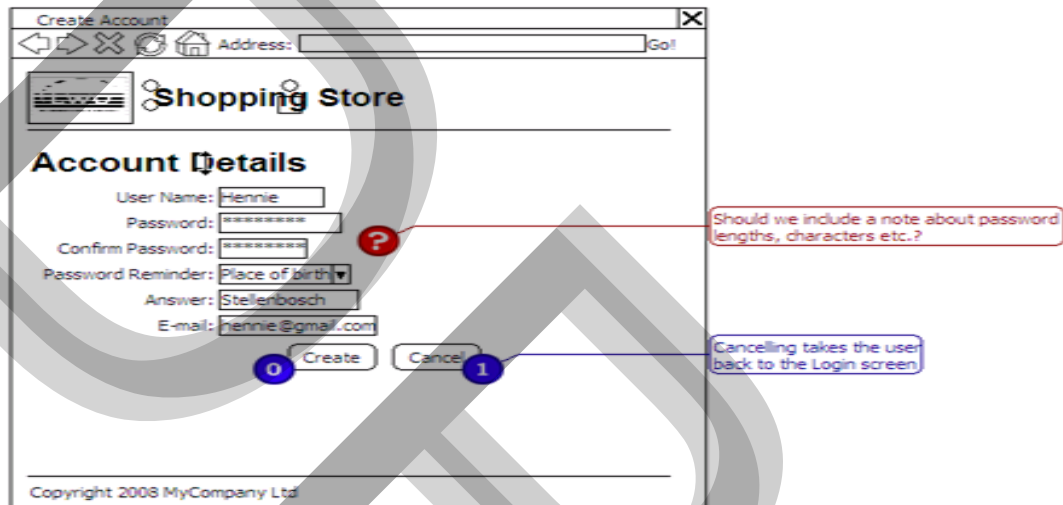 Create Account
Address: Go!
Shopping Store
Account Details
User Name: Hennie
Password: ********
Confirm Password: ********
?
Should we include a note about password
lengths, characters etc.?
Password Reminder: Place of birth
Answer: Stellenbosch
E-mail: hennie@gmail.com
0 Create Cancel 1
Cancelling takes the user
back to the Login screen
Copyright 2008 MyCompany Ltd